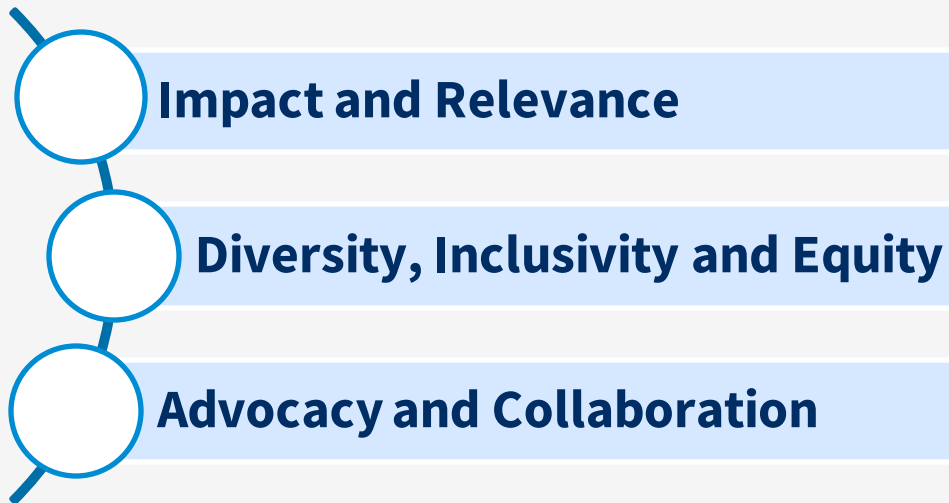 Impact and Relevance
Diversity, Inclusivity and Equity
Advocacy and Collaboration